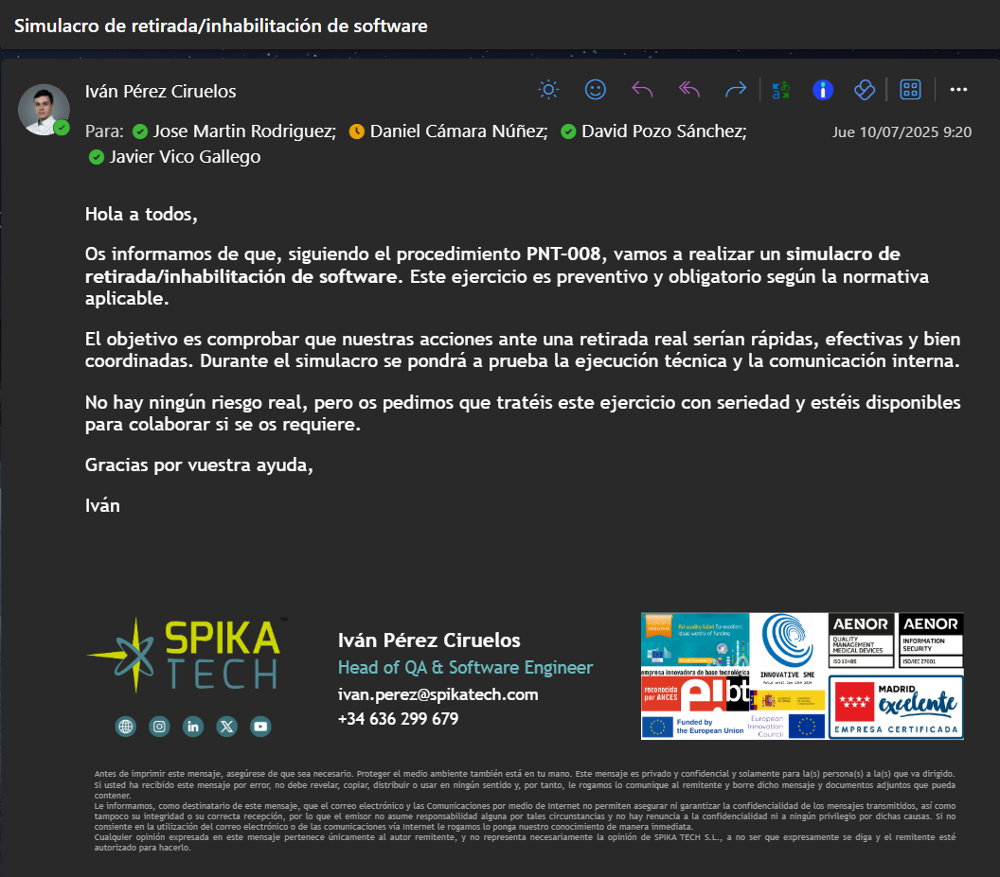 Simulacro de retirada/inhabilitación de software
Iván Pérez Ciruelos
Para: Jose Martin Rodriguez; Daniel Cámara Núñez; David Pozo Sánchez;
Jue 10/07/2025 9:20
Javier Vico Gallego
Hola a todos,
Os informamos de que, siguiendo el procedimiento PNT-008, vamos a realizar un simulacro de
retirada/inhabilitación de software. Este ejercicio es preventivo y obligatorio según la normativa
aplicable.
El objetivo es comprobar que nuestras acciones ante una retirada real serían rápidas, efectivas y bien
coordinadas. Durante el simulacro se pondrá a prueba la ejecución técnica y la comunicación interna.
No hay ningún riesgo real, pero os pedimos que tratéis este ejercicio con seriedad y estéis disponibles
para colaborar si se os requiere.
Gracias por vuestra ayuda,
Iván
SPIKA
TECH
™
Iván Pérez Ciruelos
Head of QA & Software Engineer
ivan.perez@spikatech.com
+34 636 299 679
EU quality label for excellent
ideas worthy of funding
empresa innovadora de base tecnológica
reconocida
por ANCES
eibt
INNOVATIVE SME
AENOR
QUALITY
MANAGEMENT
MEDICAL DEVICES
ISO 13485
AENOR
INFORMATION
SECURITY
ISO/IEC 27001
Funded by
the European Union
European
Innovation
Council
MADRID
excelente
EMPRESA CERTIFICADA
Antes de imprimir este mensaje, asegúrese de que sea necesario. Proteger el medio ambiente también está en tu mano. Este mensaje es privado y confidencial y solamente para la(s) persona(s) a la(s) que va dirigido.
Si usted ha recibido este mensaje por error, no debe revelar, copiar, distribuir o usar en ningún sentido y, por tanto, le rogamos lo comunique al remitente y borre dicho mensaje y documentos adjuntos que pueda
contener.
Le informamos, como destinatario de este mensaje, que el correo electrónico y las Comunicaciones por medio de Internet no permiten asegurar ni garantizar la confidencialidad de los mensajes transmitidos, así como
tampoco su integridad o su correcta recepción, por lo que el emisor no asume responsabilidad alguna por tales circunstancias y no hay renuncia a la confidencialidad ni a ningún privilegio por dichas causas. Si no
consiente en la utilización del correo electrónico o de las comunicaciones vía Internet le rogamos lo ponga nuestro conocimiento de manera inmediata.
Cualquier opinión expresada en este mensaje pertenece únicamente al autor remitente, y no representa necesariamente la opinión de SPIKA TECH S.L., a no ser que expresamente se diga y el remitente esté
autorizado para hacerlo.